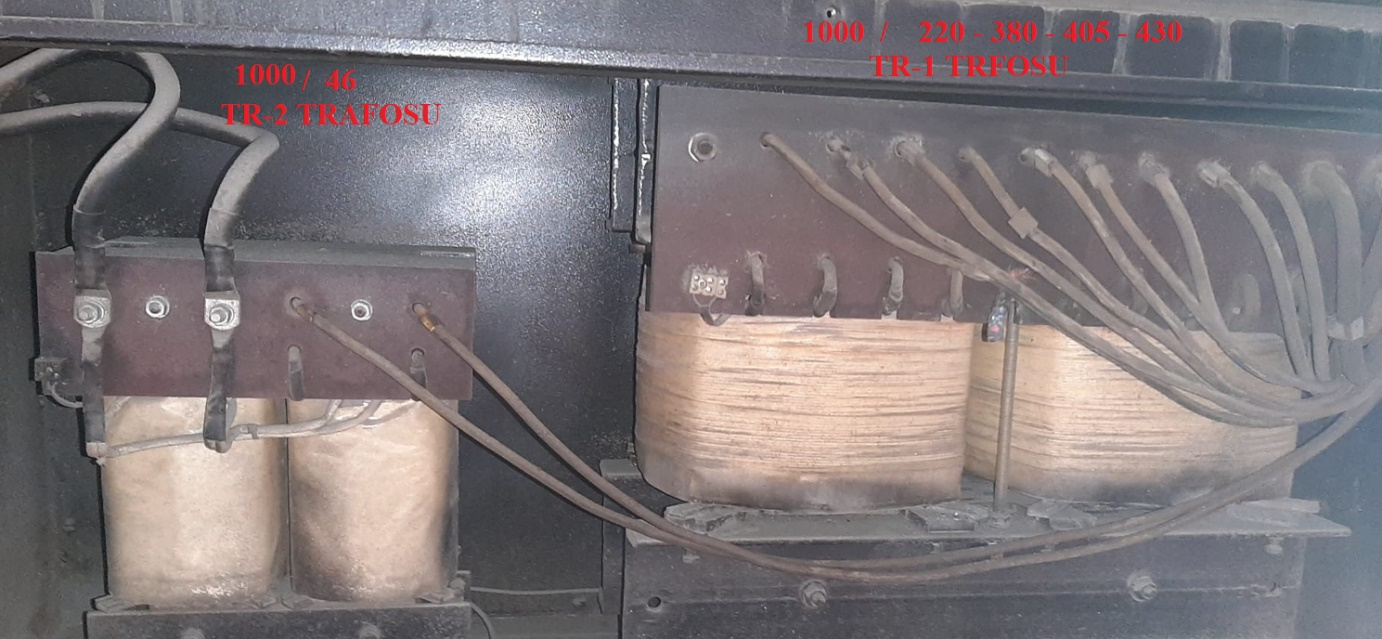 1000 / 220 - 380 - 405 - 430
TR-1 TRFOSU
1000 / 46
TR-2 TRAFOSU